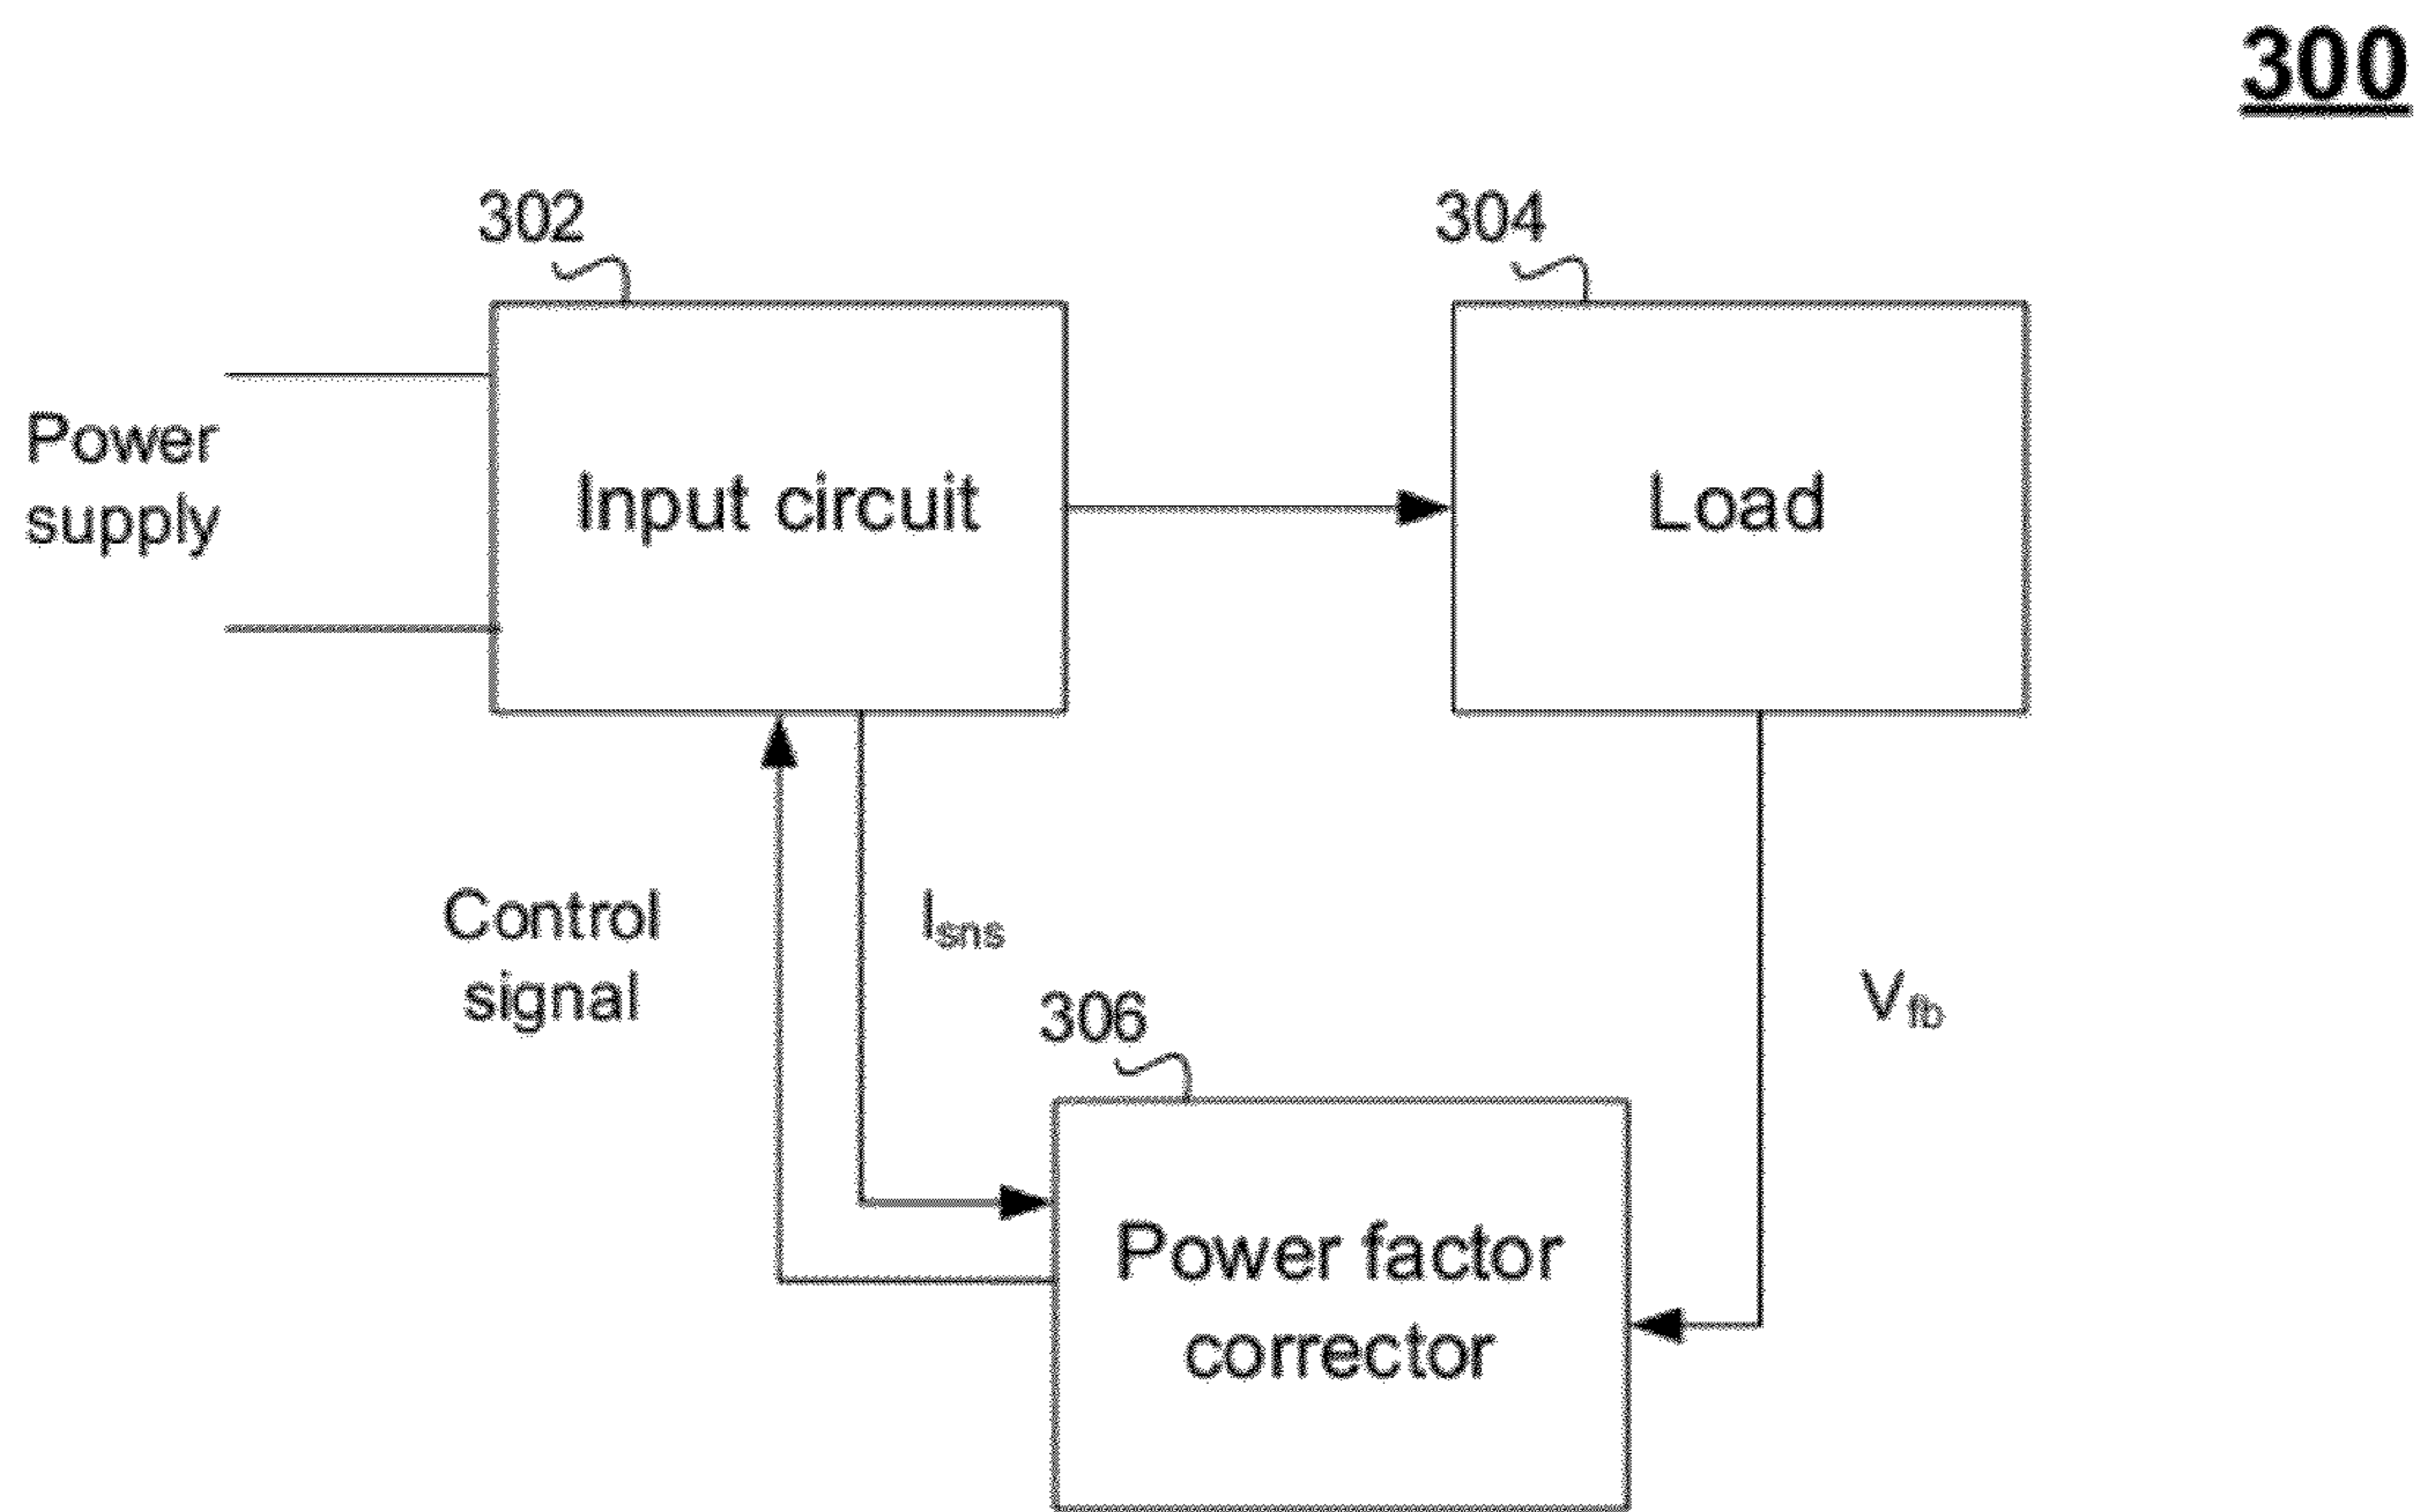 300
302
304
Power
supply
Input circuit
Load
Control
signal
Isns
Vfb
306
Power factor
corrector